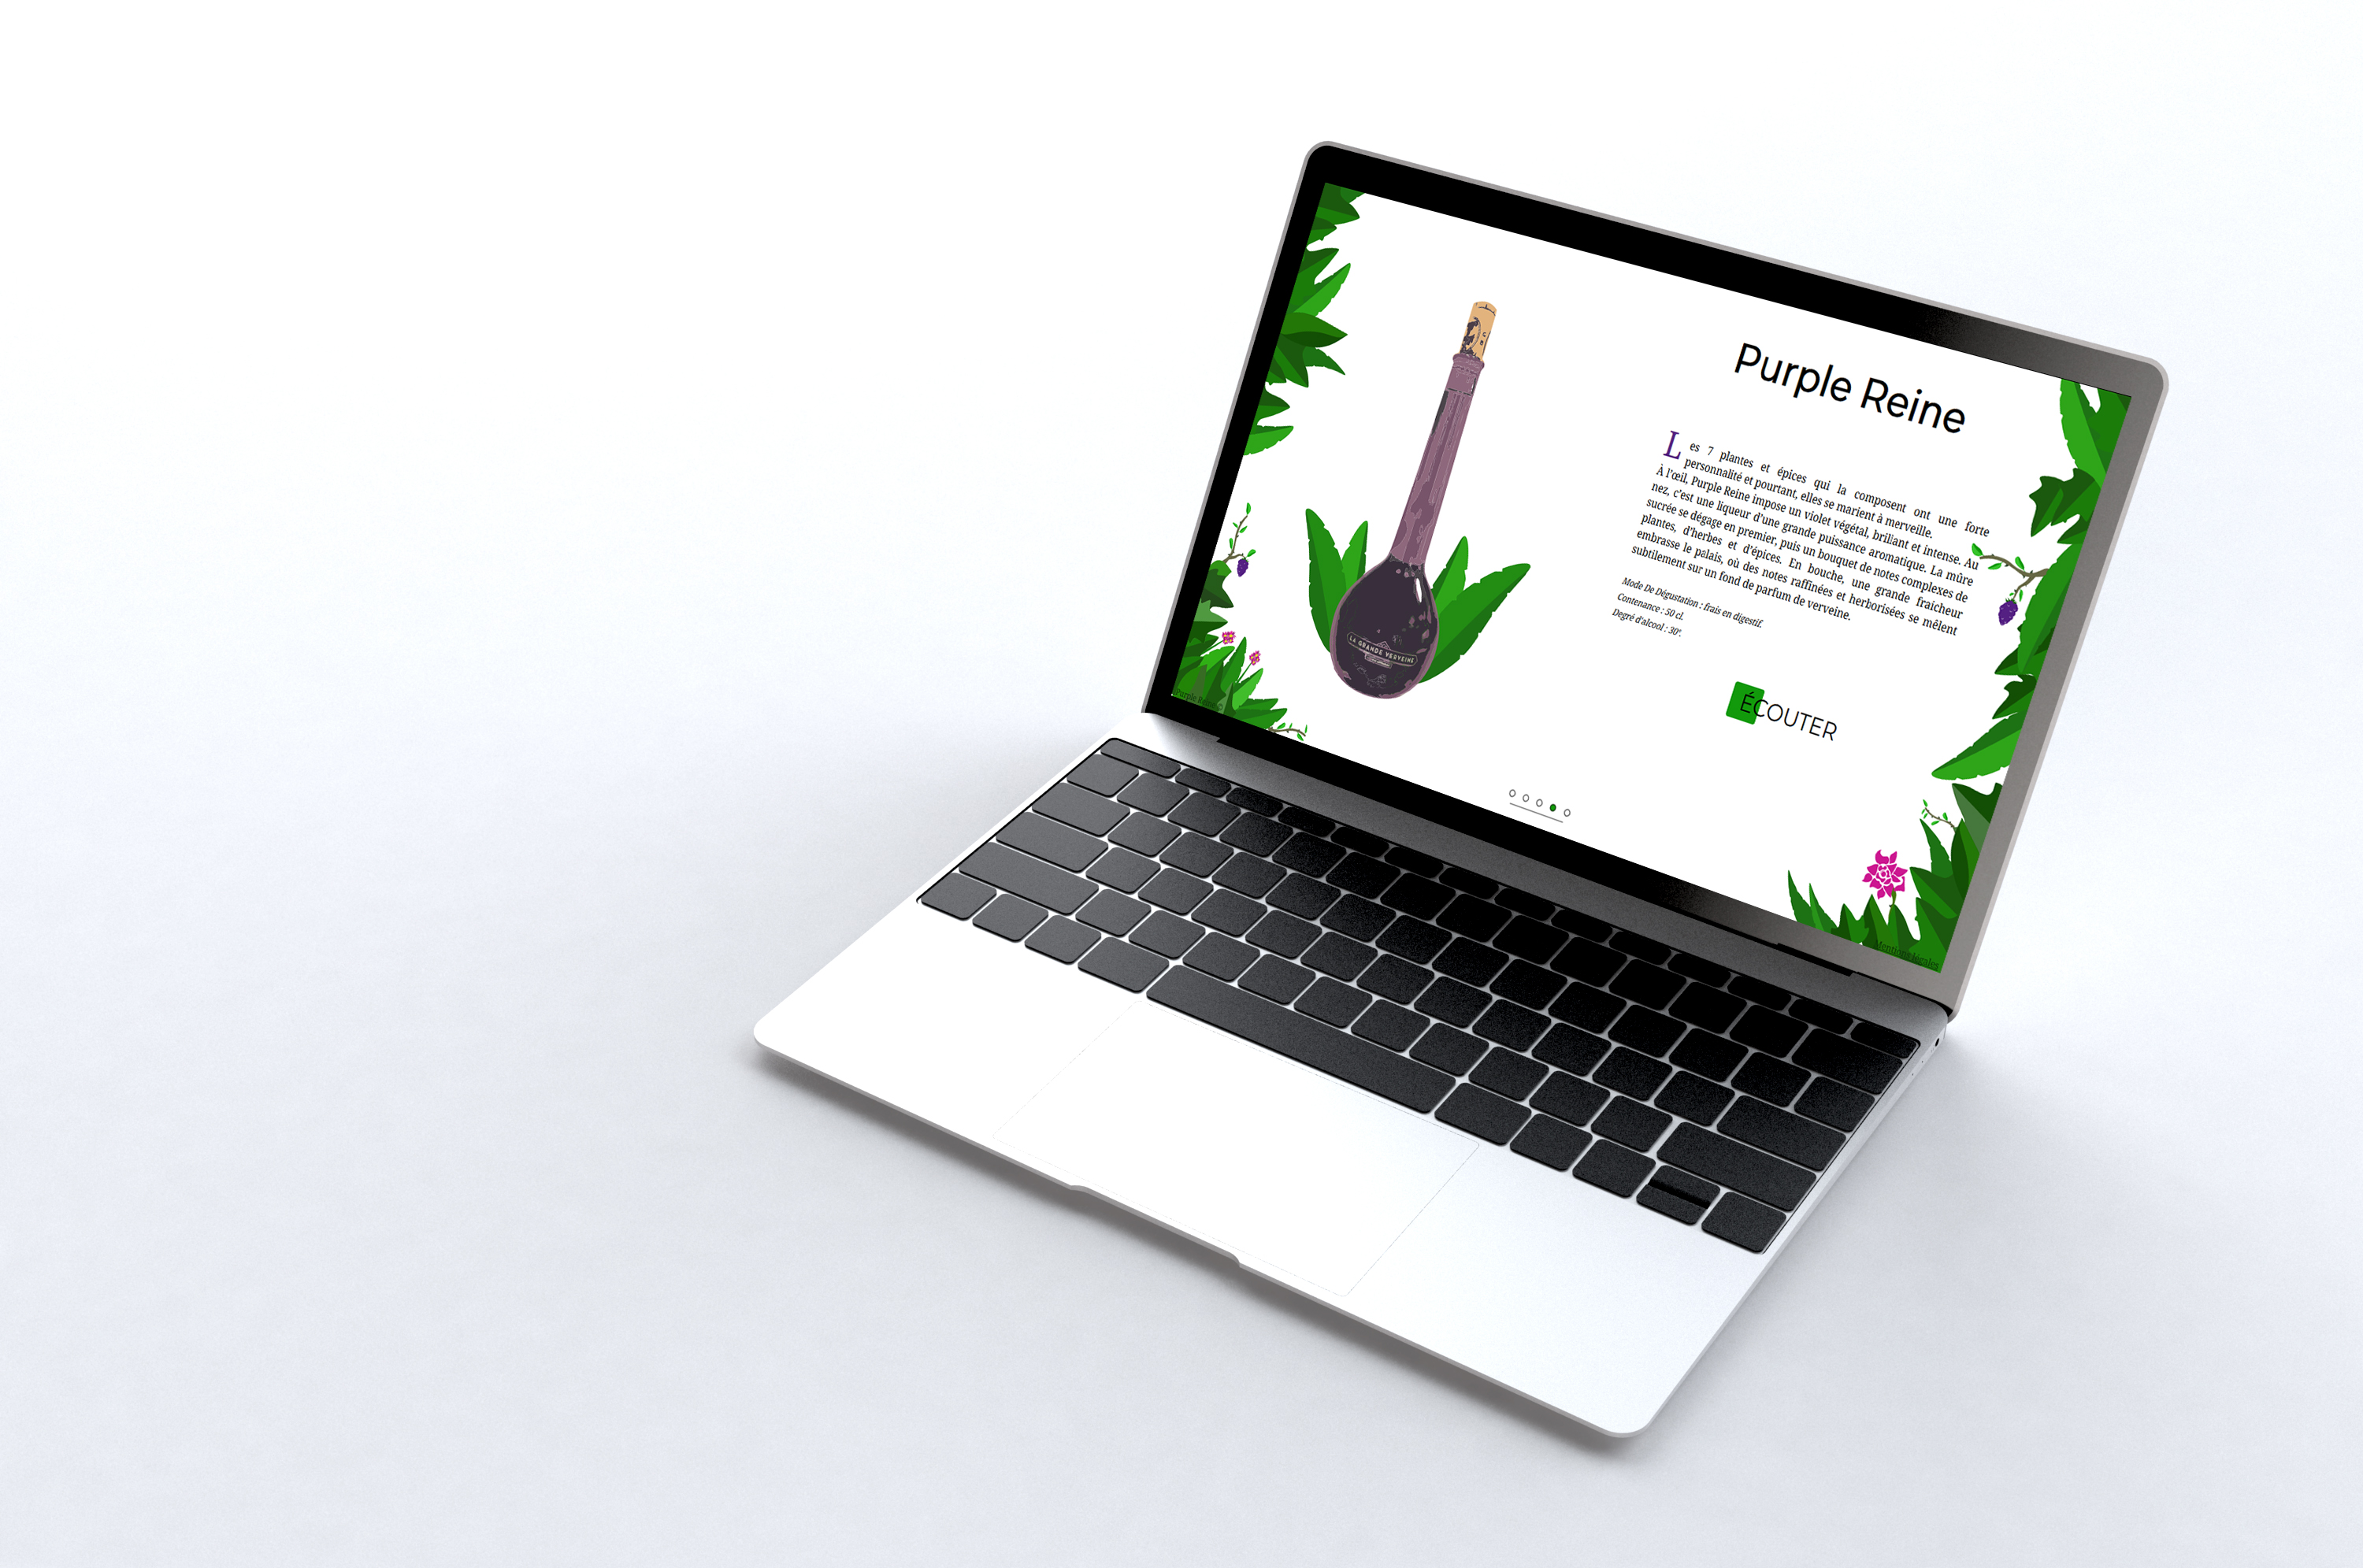 Purple Reine
Les 7 plantes et épices qui la composent ont une forte
personnalité et pourtant, elles se marient à merveille.
À l'œil, Purple Reine impose un violet végétal, brillant et intense. Au
nez, c'est une liqueur d'une grande puissance aromatique. La mûre
sucrée se dégage en premier, puis un bouquet de notes complexes de
plantes, d'herbes et d'épices. En bouche, une grande fraicheur
embrasse le palais, où des notes raffinées et herborisées se mêlent
subtilement sur un fond de parfum de verveine.
Mode De Dégustation : frais en digestif.
Contenance : 50 cl.
Degré d'alcool : 30°.
LA GRANDE VERVEINE
ÉCOUTER
Purple Reine ©
Mentions légales